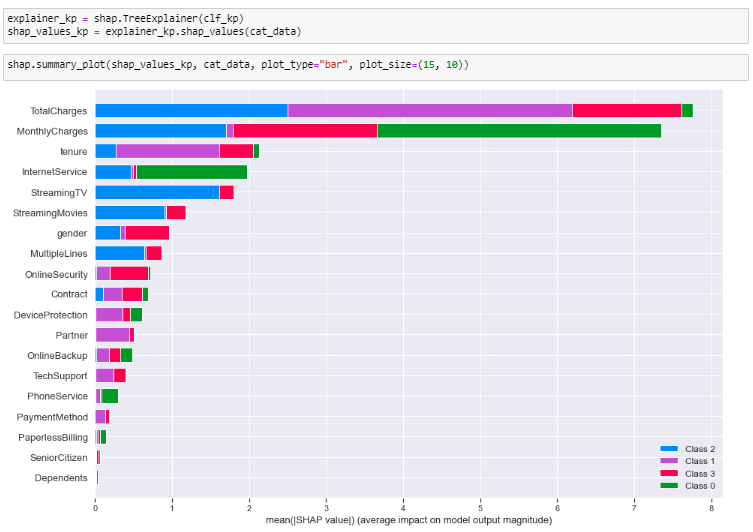 explainer_kp = shap.TreeExplainer(clf_kp)
shap_values_kp = explainer_kp.shap_values(cat_data)
shap.summary_plot(shap_values_kp, cat_data, plot_type="bar", plot_size=(15, 10))
TotalCharges
MonthlyCharges
tenure
InternetService
StreamingTV
StreamingMovies
gender
MultipleLines
OnlineSecurity
Contract
DeviceProtection
Partner
OnlineBackup
TechSupport
PhoneService
PaymentMethod
PaperlessBilling
SeniorCitizen
Dependents
Class 2
Class 1
Class 3
Class 0
0 1 2 3 4 5 6 7 8
mean(|SHAP value|) (average impact on model output magnitude)